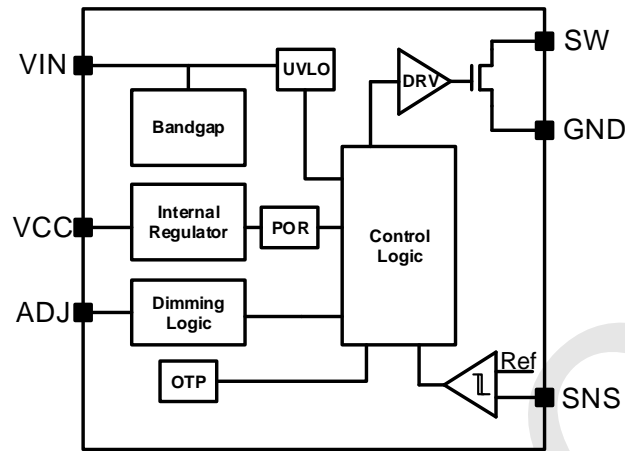 VIN
UVLO
DRV
SW
Bandgap
GND
VCC
Internal
Regulator
POR
Control
Logic
ADJ
Dimming
Logic
OTP
Ref
SNS